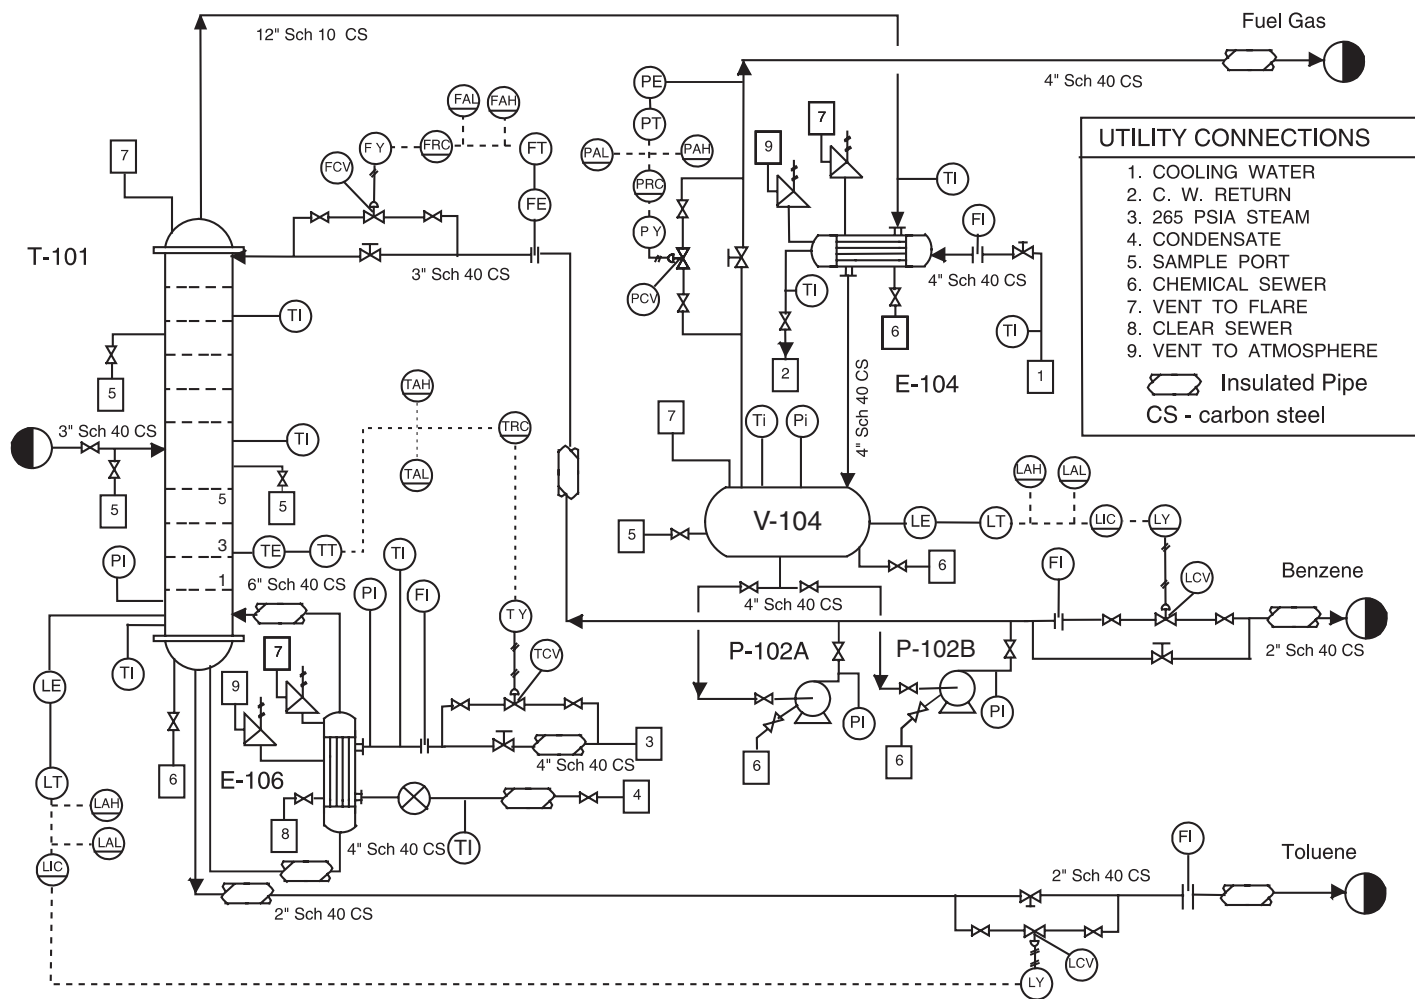 Fuel Gas
12" Sch 10 CS
4" Sch 40 CS
UTILITY CONNECTIONS
1. COOLING WATER
2. C. W. RETURN
3. 265 PSIA STEAM
4. CONDENSATE
5. SAMPLE PORT
6. CHEMICAL SEWER
7. VENT TO FLARE
8. CLEAR SEWER
9. VENT TO ATMOSPHERE
Insulated Pipe
CS - carbon steel
FAL
FAH
PE
PT
7
7
9
FCV
F Y
FRC
FT
PAL
PAH
FE
PRC
P Y
PCV
TI
FI
T-101
3" Sch 40 CS
4" Sch 40 CS
TI
TI
TI
5
6
2
1
E-104
4" Sch 40 CS
3" Sch 40 CS
TI
TAH
TRC
TAL
7
Ti
Pi
5
5
5
3
1
TE
TT
PI
6" Sch 40 CS
TI
LE
V-104
5
6
LE
LT
LAH
LAL
LIC
LY
LCV
FI
Benzene
2" Sch 40 CS
4" Sch 40 CS
P-102A
P-102B
PI
PI
6
6
PI
TI
FI
T Y
TCV
7
9
6
E-106
3
4" Sch 40 CS
4
8
TI
4" Sch 40 CS
LT
LAH
LAL
LIC
2" Sch 40 CS
2" Sch 40 CS
FI
Toluene
LCV
LY